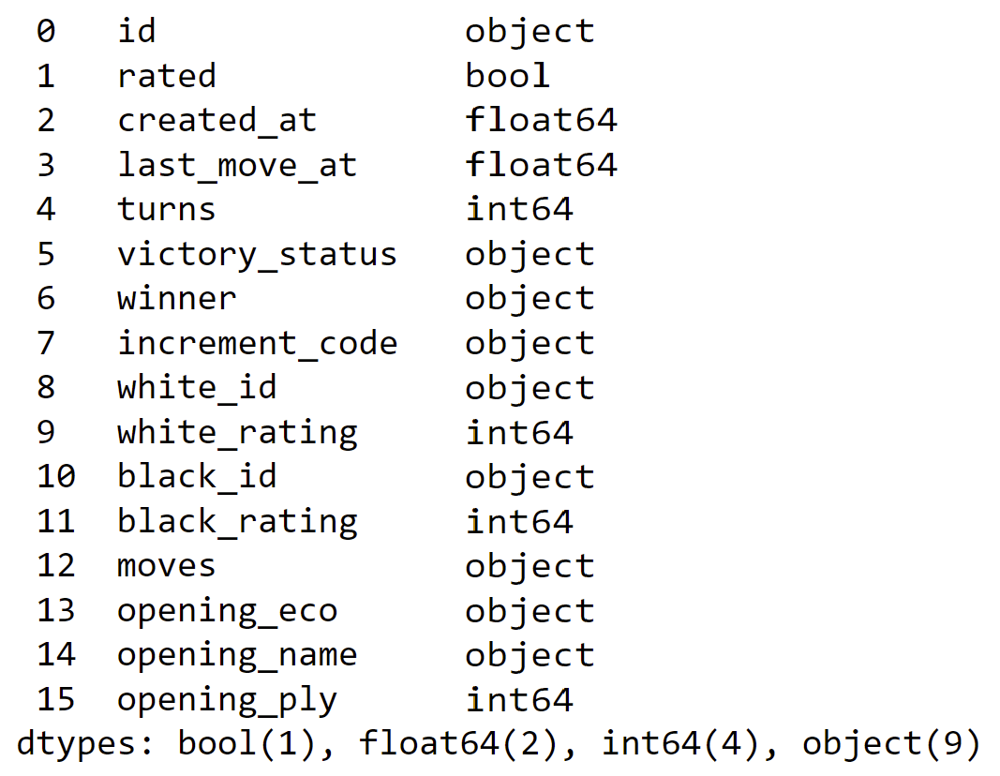 0 id object
1 rated bool
2 created_at float64
3 last_move_at float64
4 turns int64
5 victory_status object
6 winner object
7 increment_code object
8 white_id object
9 white_rating int64
10 black_id object
11 black_rating int64
12 moves object
13 opening_eco object
14 opening_name object
15 opening_ply int64
dtypes: bool(1), float64(2), int64(4), object(9)